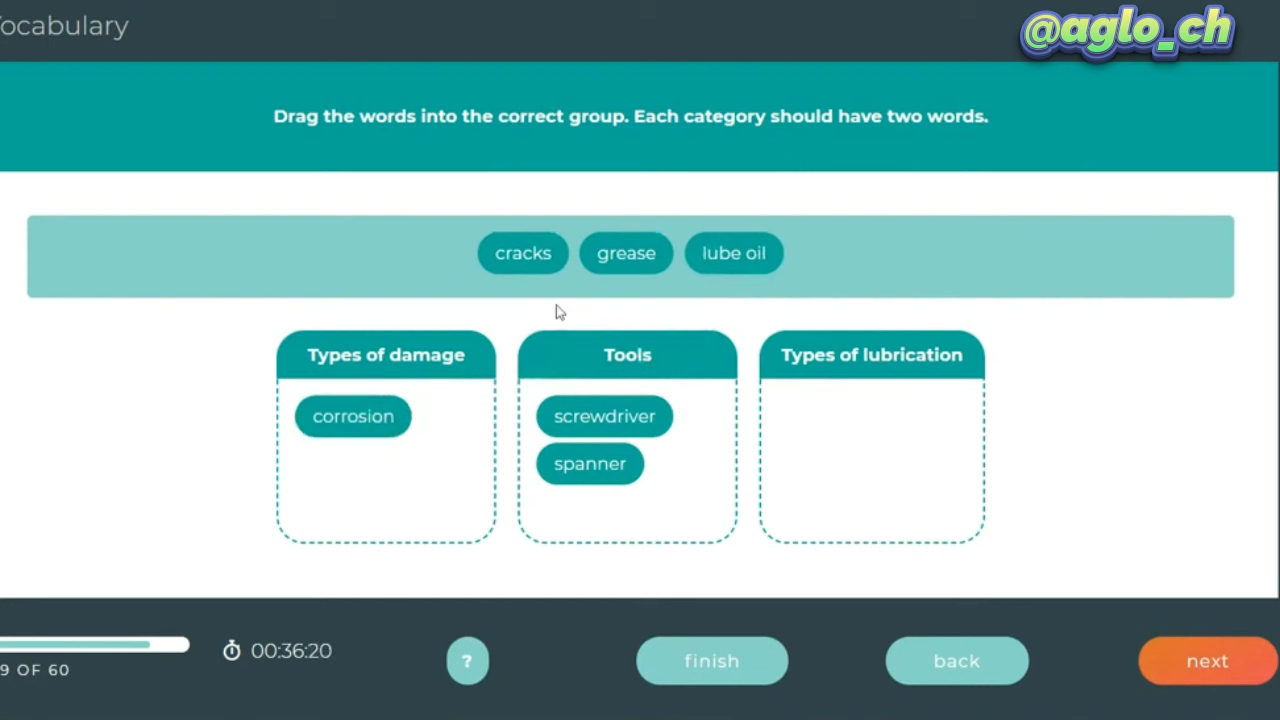 ocabulary
@aglo_ch
Drag the words into the correct group. Each category should have two words.
cracks grease lube oil
Types of damage Tools Types of lubrication
corrosion screwdriver
spanner
9 OF 60
00:36:20
?
finish
back
next